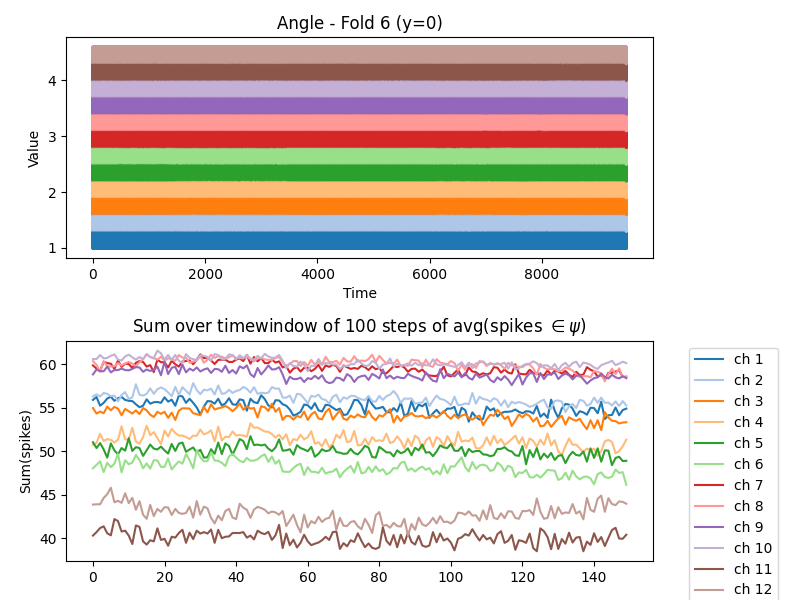 Angle - Fold 6 (y=0)
4
3
2
1
Value
0 2000 4000 6000 8000
Time
Sum over timewindow of 100 steps of avg(spikes ∈ψ)
60
55
50
45
40
Sum(spikes)
0 20 40 60 80 100 120 140
ch 1
ch 2
ch 3
ch 4
ch 5
ch 6
ch 7
ch 8
ch 9
ch 10
ch 11
ch 12